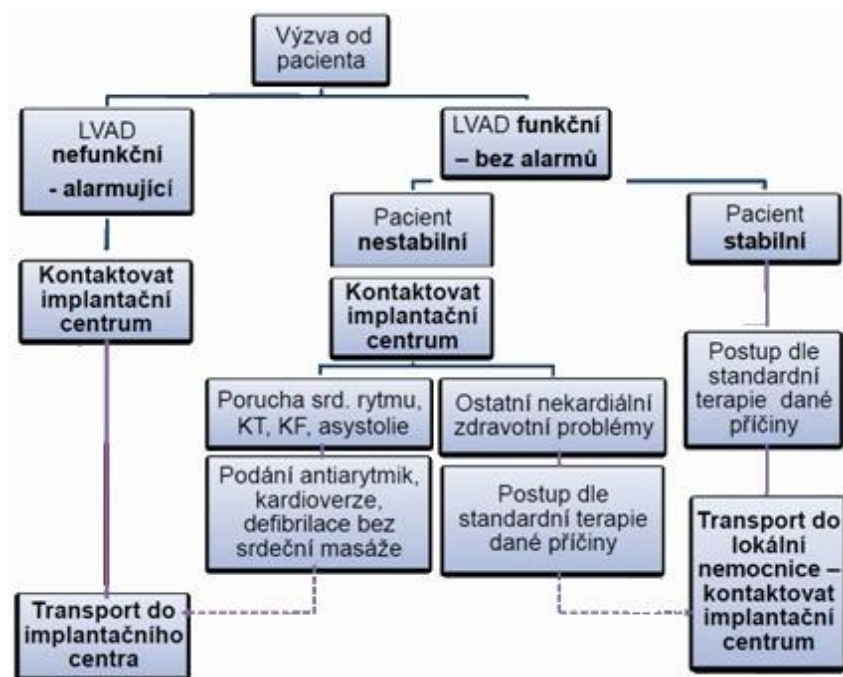 Výzva od
pacienta
LVAD
nefunkční
- alarmující
LVAD funkční
– bez alarmů
Pacient
nestabilní
Pacient
stabilní
Kontaktovat
implantační
centrum
Kontaktovat
implantační
centrum
Postup dle
standardní
terapie dané
příčiny
Porucha srd. rytmu,
KT, KF, asystolie
Ostatní nekardiální
zdravotní problémy
Podání antiarytmik,
kardioverze,
defibrilace bez
srdeční masáže
Postup dle
standardní terapie
dané příčiny
Transport do
lokální
nemocnice –
kontaktovat
implantační
centrum
Transport do
implantačního
centra